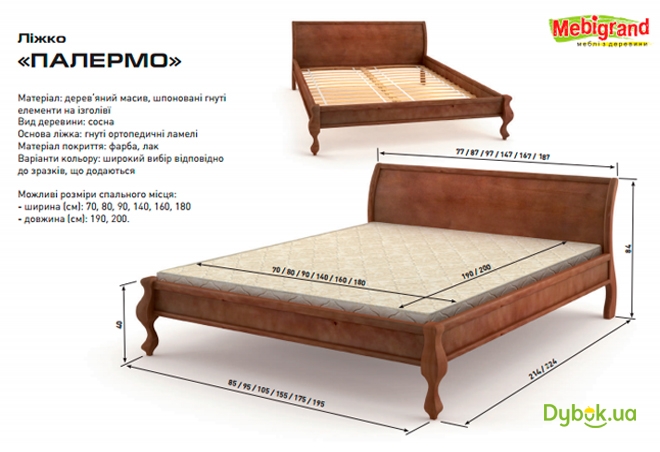 Ліжко
«ПАЛЕРМО»
Mebigrand
меблі з деревини
Матеріал: дерев'яний масив, шпоновані гнуті
елементи на ізголівї
Вид деревини: сосна
Основа ліжка: гнуті ортопедичні ламелі
Матеріал покриття: фарба, лак
Варіанти кольору: широкий вибір відповідно
до зразків, що додаються
Можливі розміри спального місця:
- ширина (см): 70, 80, 90, 140, 160, 180
- довжина (см): 190, 200.
77 / 87 / 97 / 147 / 167 / 187
84
70 / 80 / 90 / 140 / 160 / 180
190 / 200
40
85 / 95 / 105 / 155 / 175 / 195
214 / 224
Dybok.ua